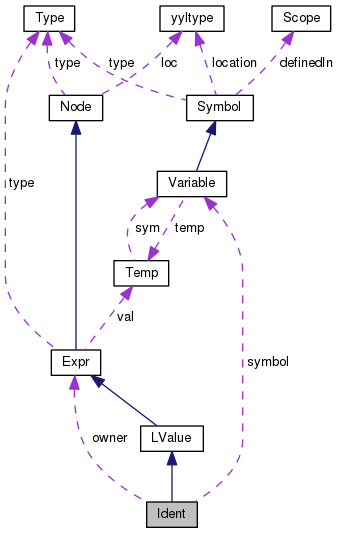 Type
yyltype
Scope
type
type
loc
location
definedIn
Node
Symbol
type
Variable
sym
temp
Temp
val
Expr
symbol
owner
LValue
Ident